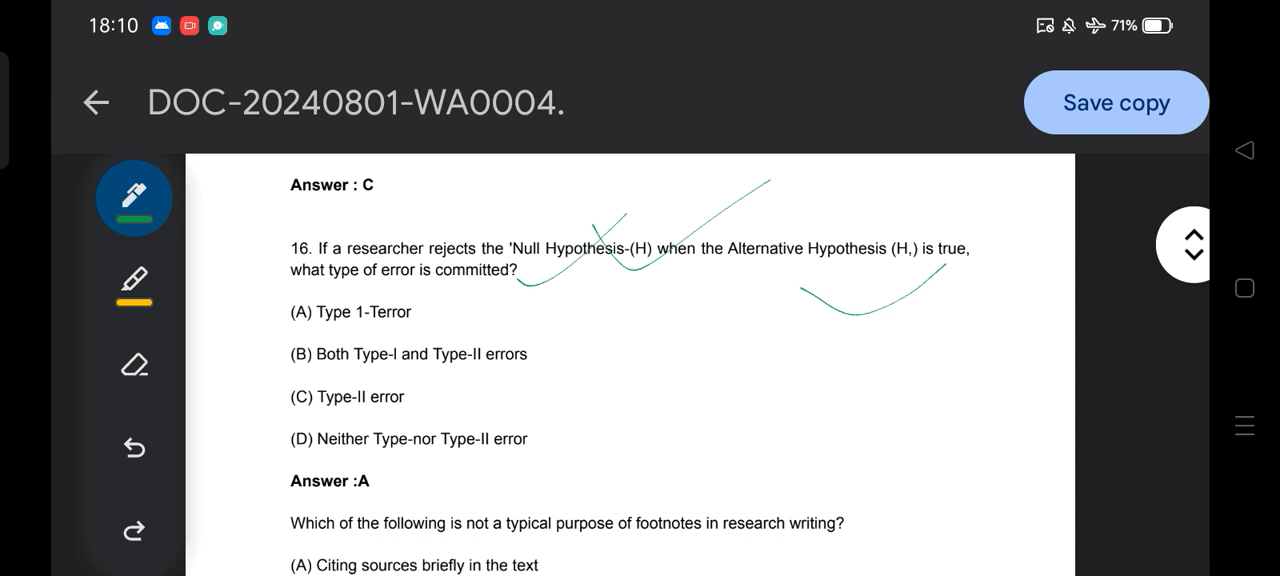 18:10
71%
DOC-20240801-WA0004.
Save copy
Answer : C
16. If a researcher rejects the 'Null Hypothesis-(H) when the Alternative Hypothesis (H,) is true,
what type of error is committed?
(A) Type 1-Terror
(B) Both Type-I and Type-II errors
(C) Type-II error
(D) Neither Type-nor Type-II error
Answer :A
Which of the following is not a typical purpose of footnotes in research writing?
(A) Citing sources briefly in the text